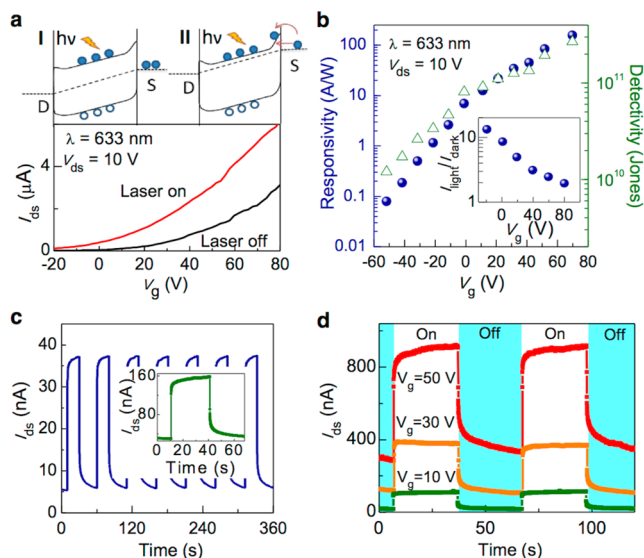 a
I hν
D
S
II hν
D
S
λ = 633 nm
V_ds = 10 V
Laser on
Laser off
I_ds (μA)
4
0
-20 0 20 40 60 80
V_g (V)
b
λ = 633 nm
V_ds = 10 V
Responsivity (A/W)
100
10
1
0.1
0.01
Detectivity (Jones)
10^11
10^10
I_light/I_dark
10
1
0 20 40 60 80
V_g (V)
-60 -40 -20 0 20 40 60 80
V_g (V)
c
I_ds (nA)
40
30
20
10
0
I_ds (nA)
160
80
0
0 20 40 60
Time (s)
0 120 240 360
Time (s)
d
I_ds (nA)
800
400
0
On Off On Off
V_g=50 V
V_g=30 V
V_g=10 V
0 50 100
Time (s)